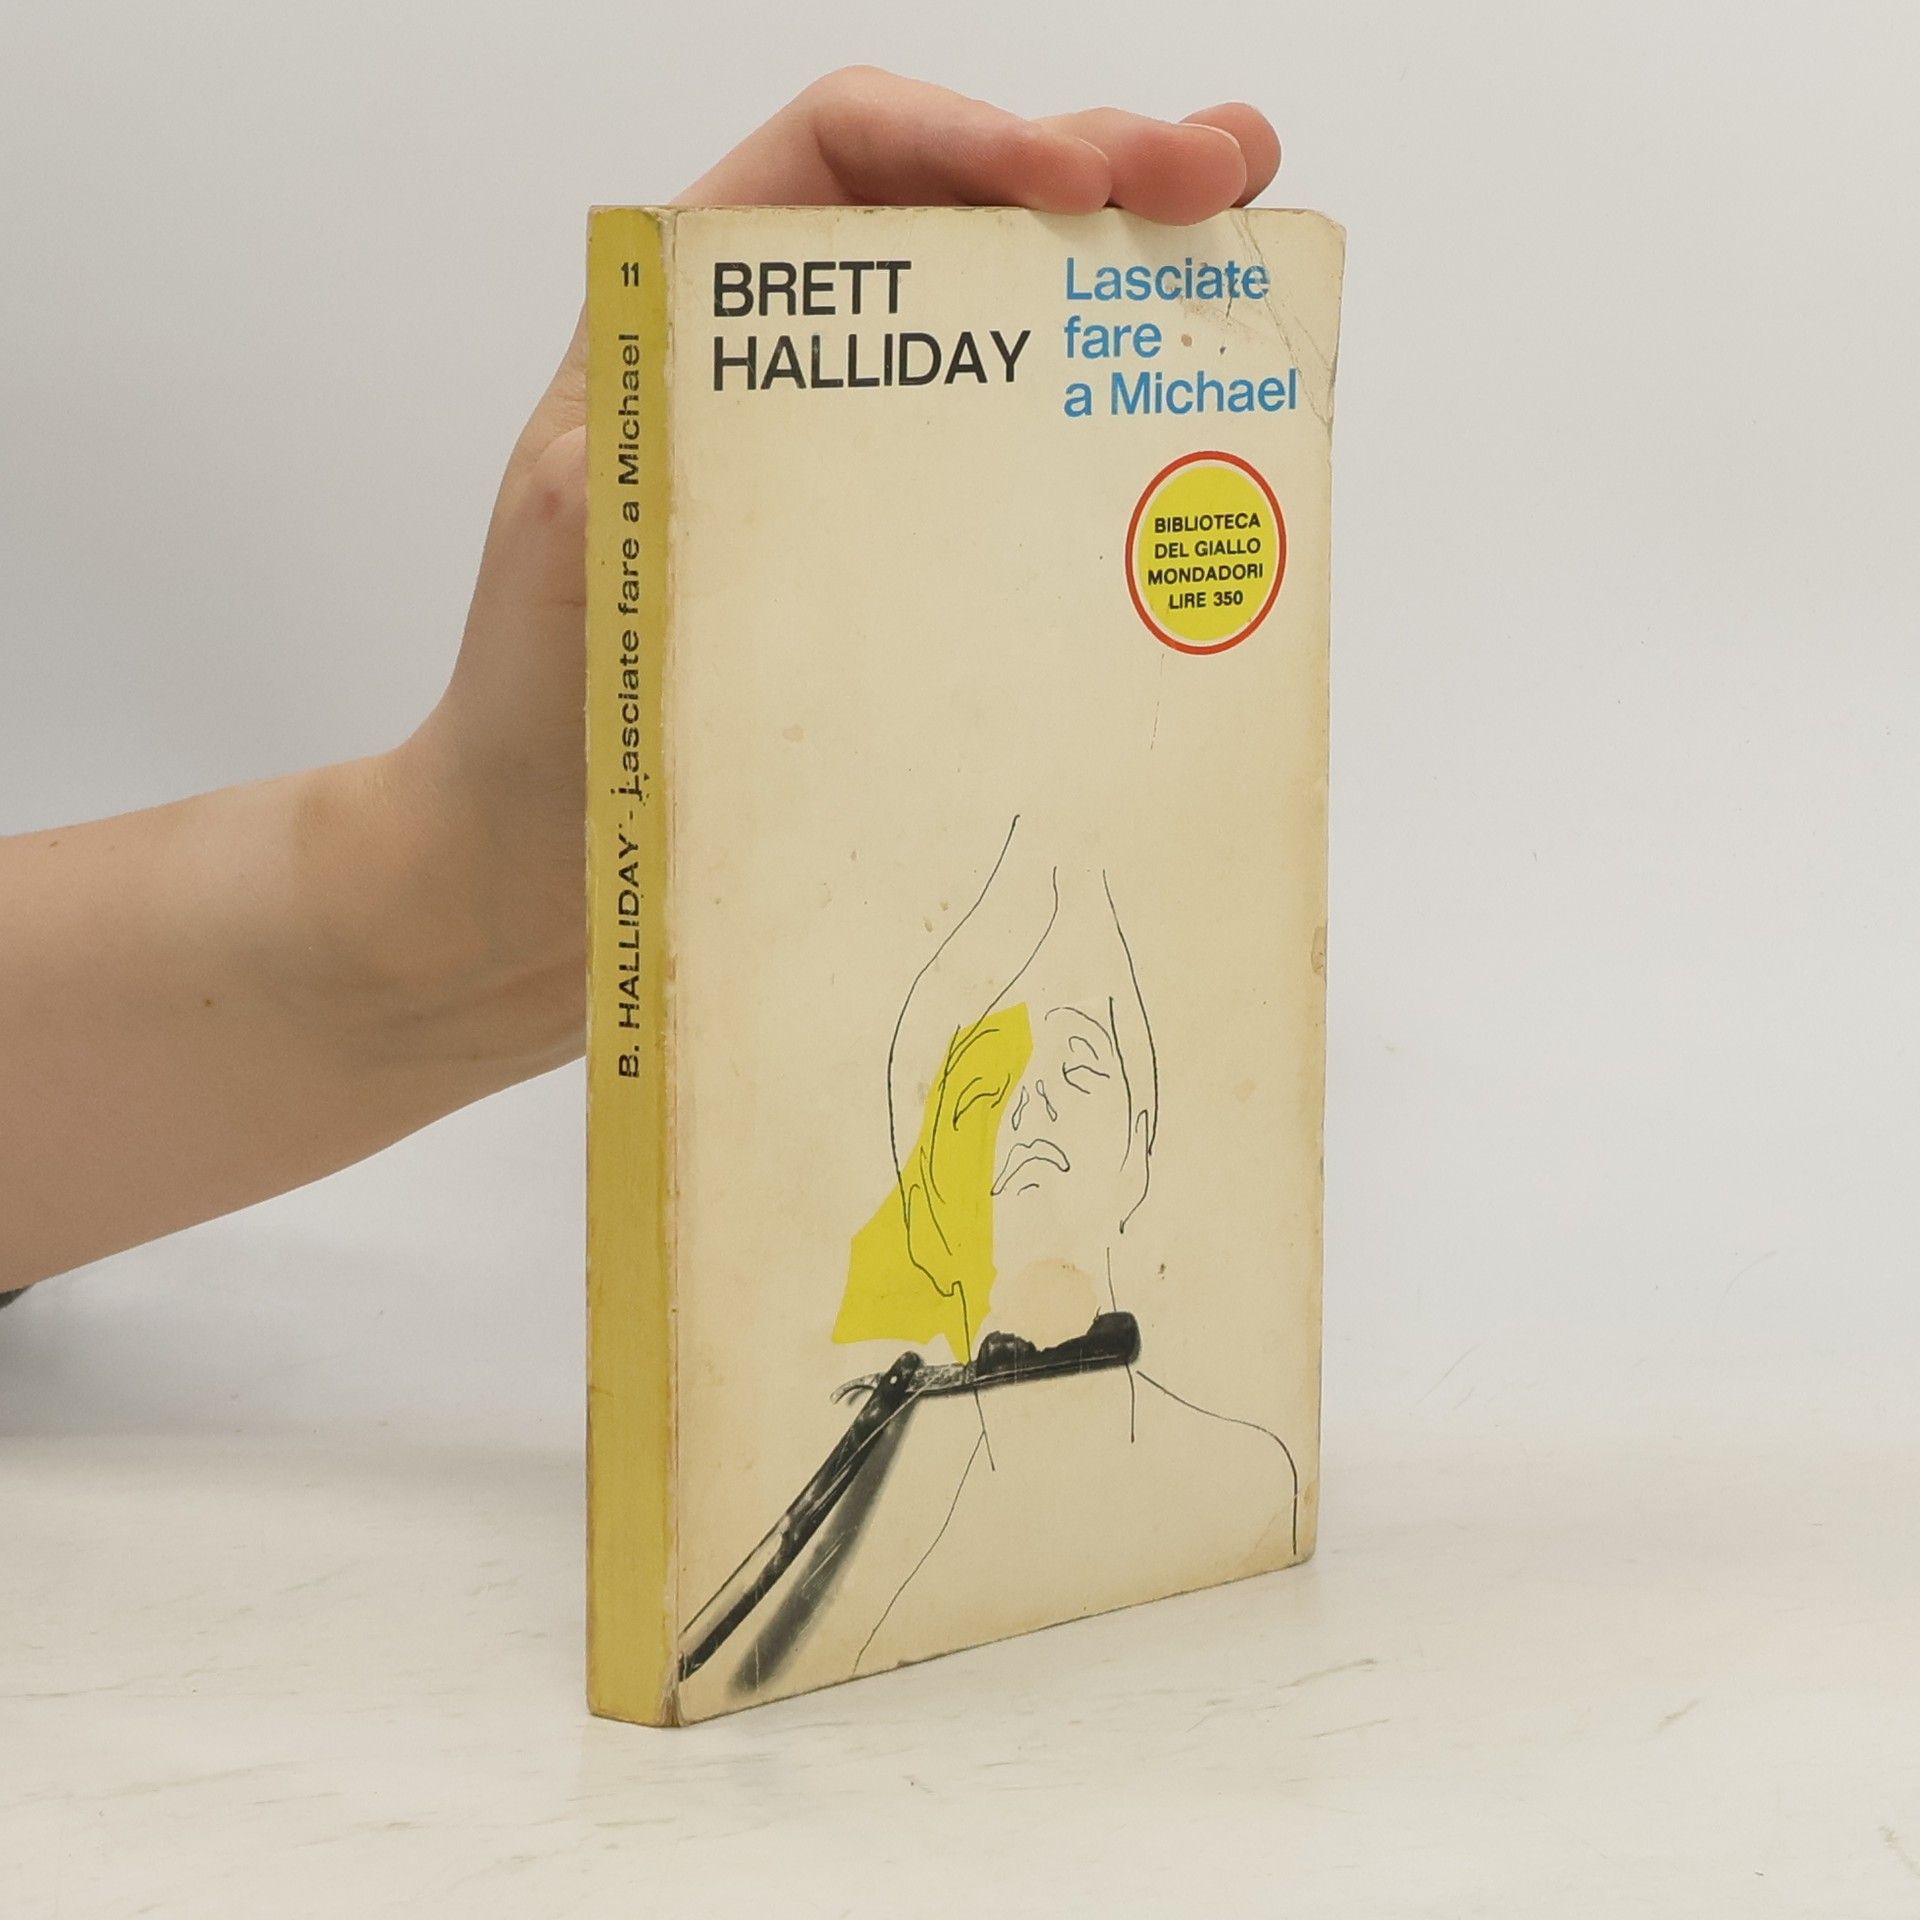 B. HALLIDAY - Lasciate fare a Michael 11
BRETT
HALLIDAY
Lasciate
fare
a Michael
BIBLIOTECA
DEL GIALLO
MONDADORI
LIRE 350